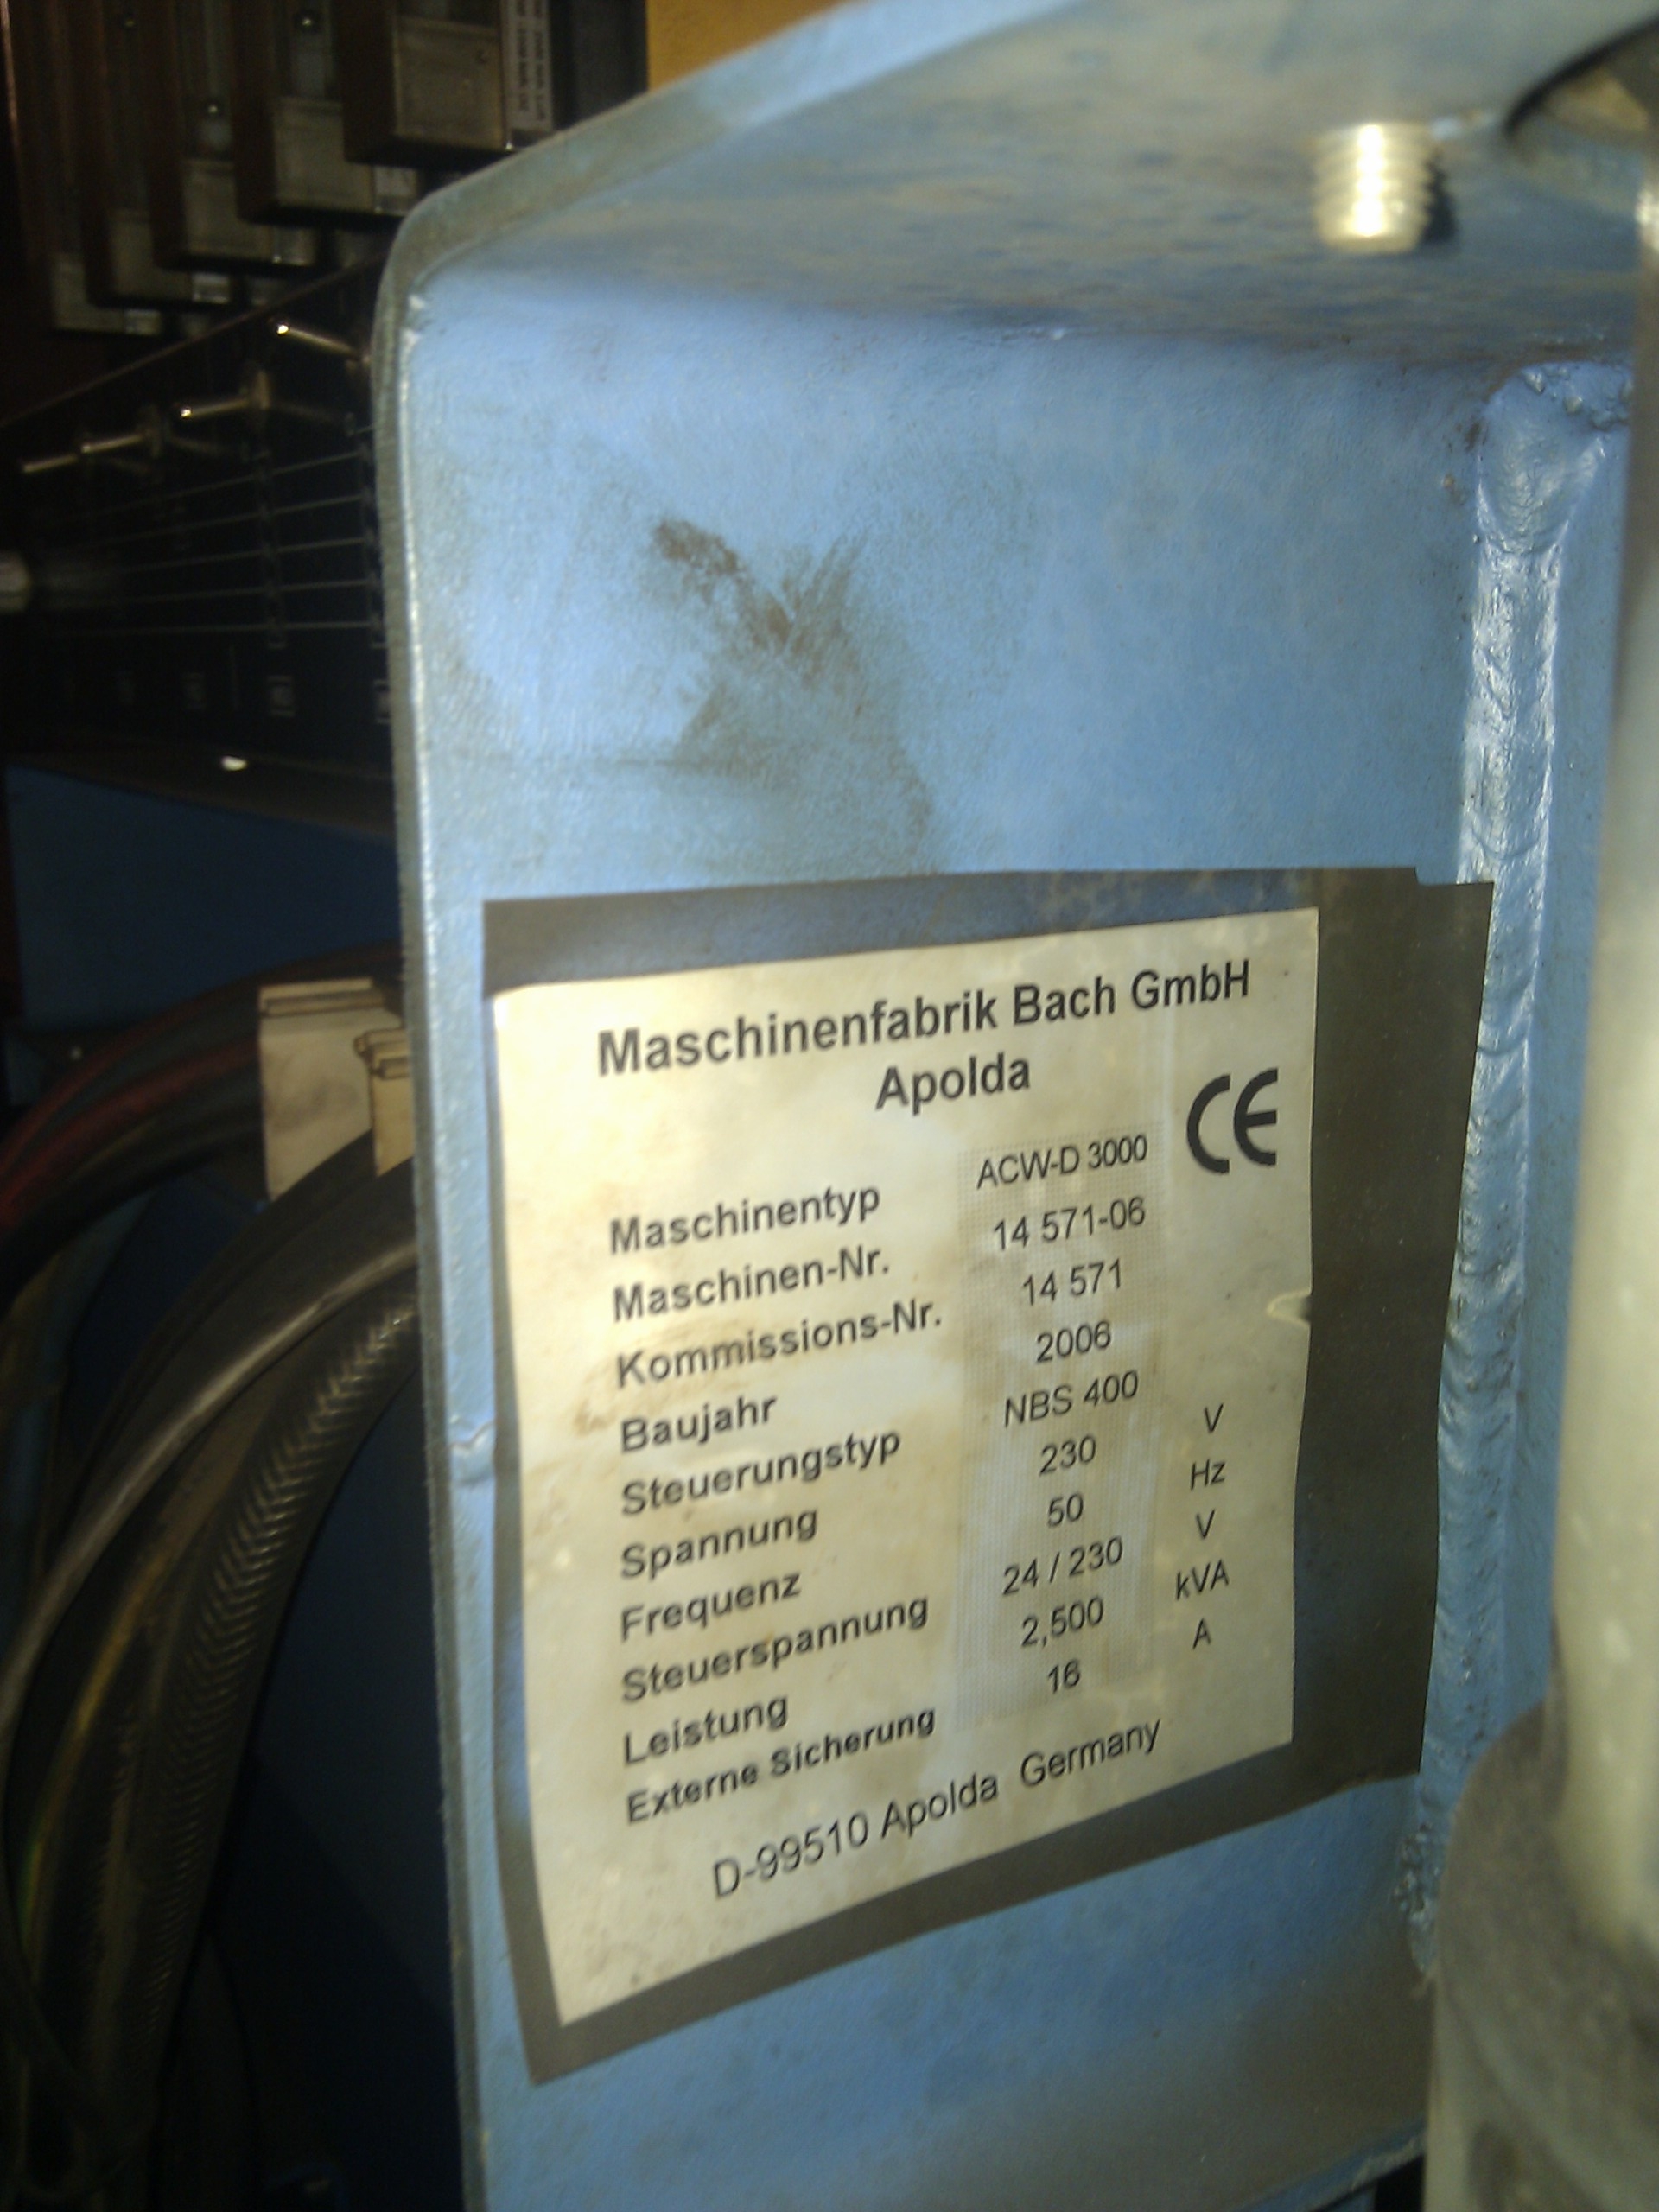 Maschinenfabrik Bach GmbH
Apolda
CE
Maschinentyp ACW-D 3000
Maschinen-Nr. 14 571-06
Kommissions-Nr. 14 571
Baujahr 2006
Steuerungstyp NBS 400
Spannung 230 V
Frequenz 50 Hz
Steuerspannung 24 / 230 V
Leistung 2,500 kVA
Externe Sicherung 16 A
D-99510 Apolda Germany